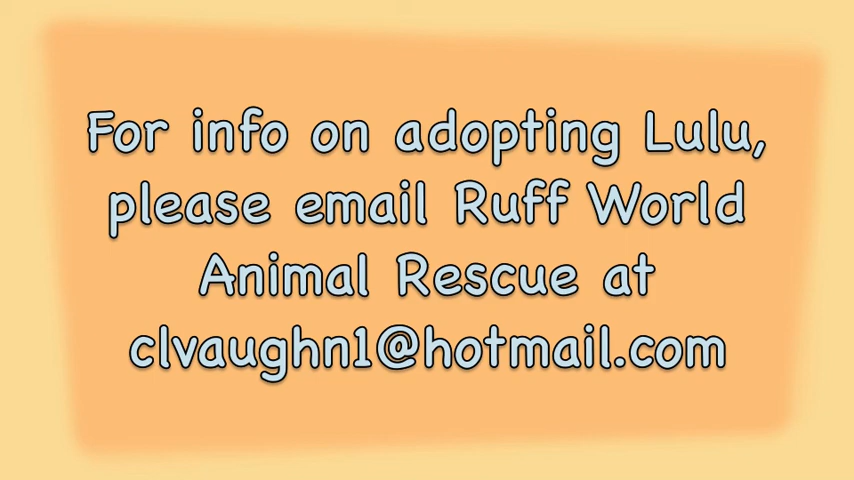 For info on adopting Lulu,
please email Ruff World
Animal Rescue at
clvaughn1@hotmail.com